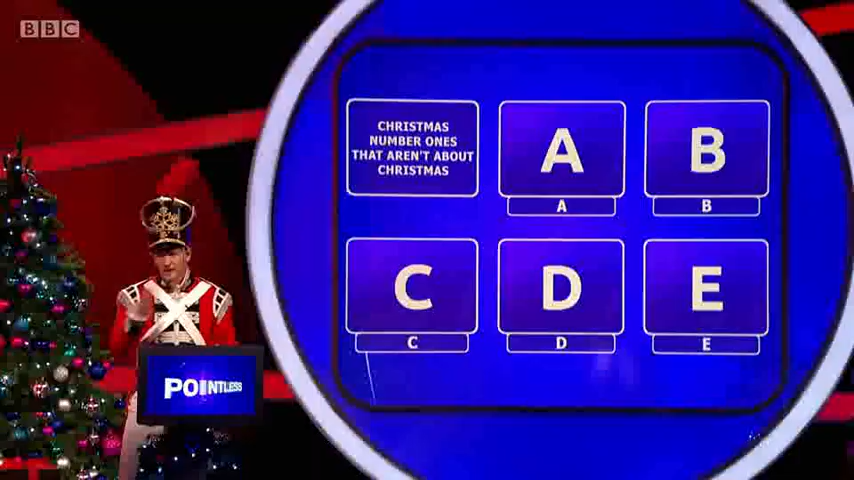 BBC
CHRISTMAS
NUMBER ONES
THAT AREN'T ABOUT
CHRISTMAS
A
B
A
B
C
D
E
C
D
E
POINTLESS